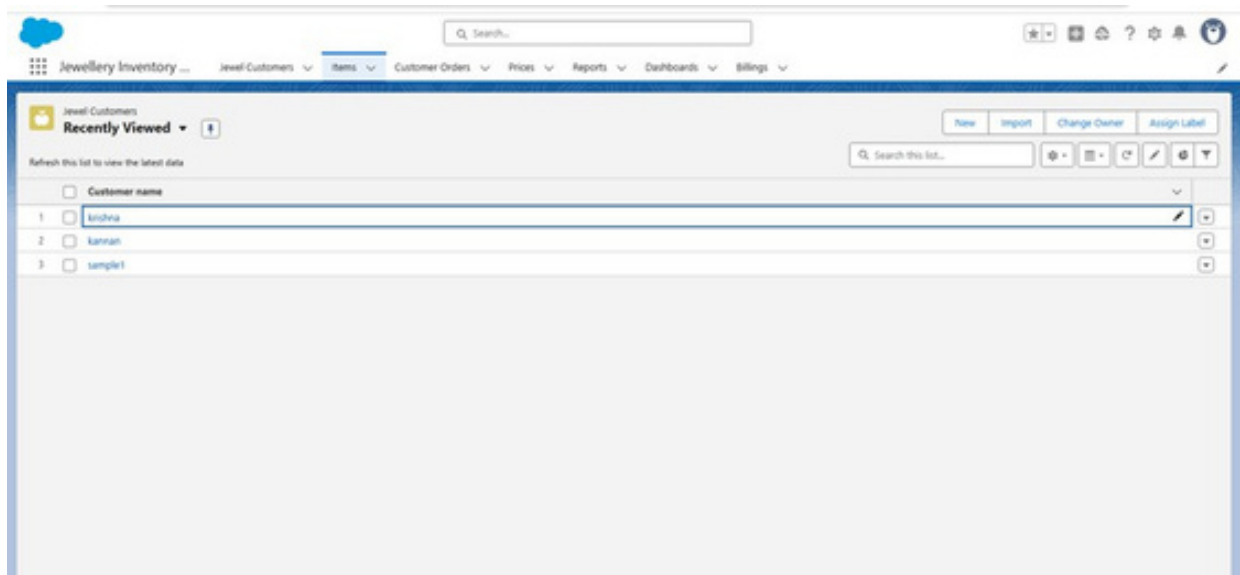 Search...
Jewellery Inventory ... Jewel Customers Items Customer Orders Prices Reports Dashboards Billings
Jewel Customers
Recently Viewed
New Import Change Owner Assign Label
Refresh this list to view the latest data
Search this list...
Customer name
1 krishna
2 kannan
3 sample1